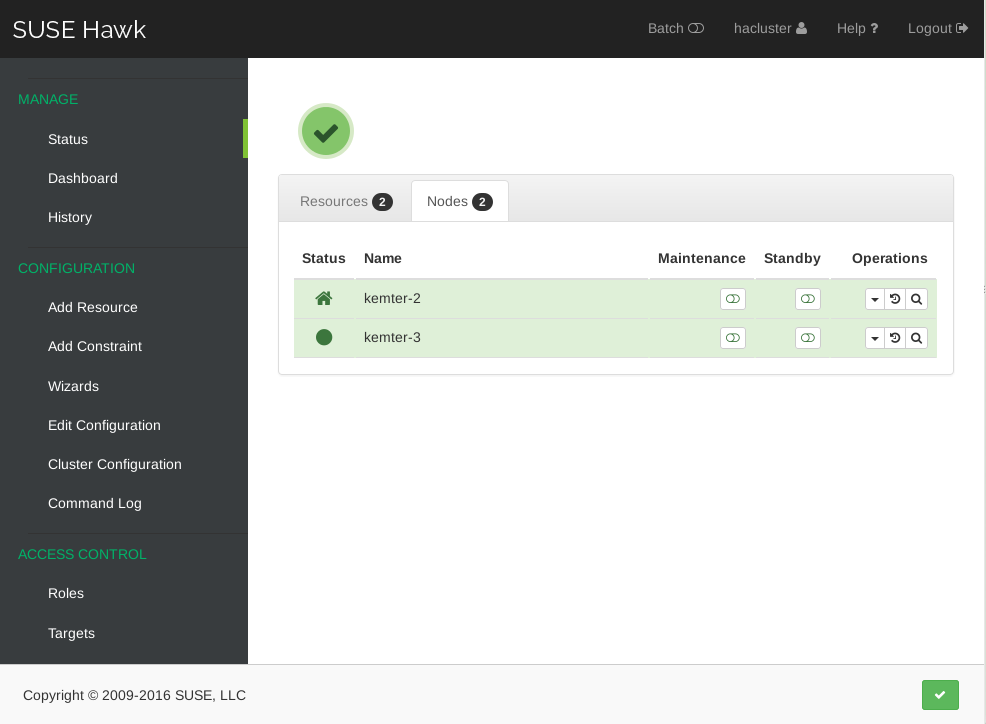 SUSE Hawk
Batch hacluster Help ? Logout
MANAGE
Status
Dashboard
History
CONFIGURATION
Add Resource
Add Constraint
Wizards
Edit Configuration
Cluster Configuration
Command Log
ACCESS CONTROL
Roles
Targets
Resources 2 Nodes 2
Status Name Maintenance Standby Operations
kemter-2
kemter-3
Copyright © 2009-2016 SUSE, LLC